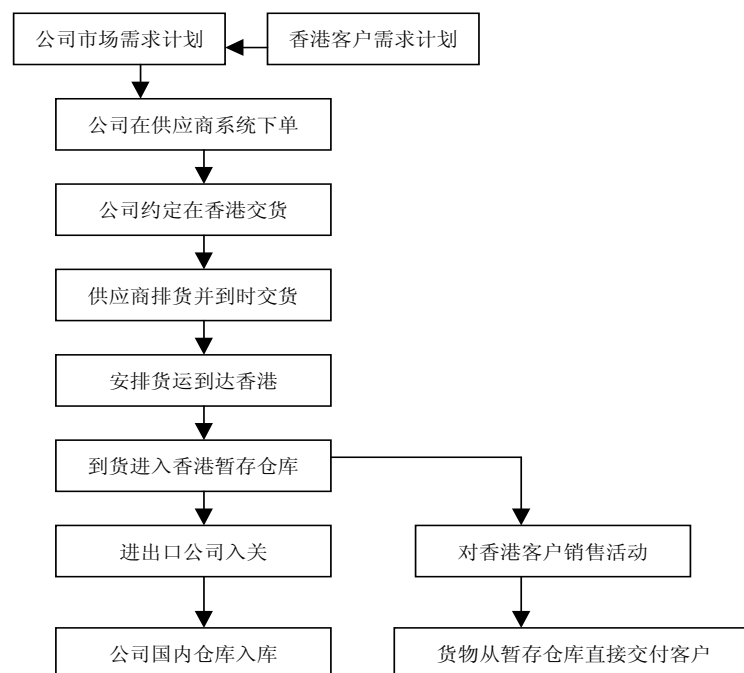 公司市场需求计划
香港客户需求计划
公司在供应商系统下单
公司约定在香港交货
供应商排货并到时交货
安排货运到达香港
到货进入香港暂存仓库
进出口公司入关
对香港客户销售活动
公司国内仓库入库
货物从暂存仓库直接交付客户